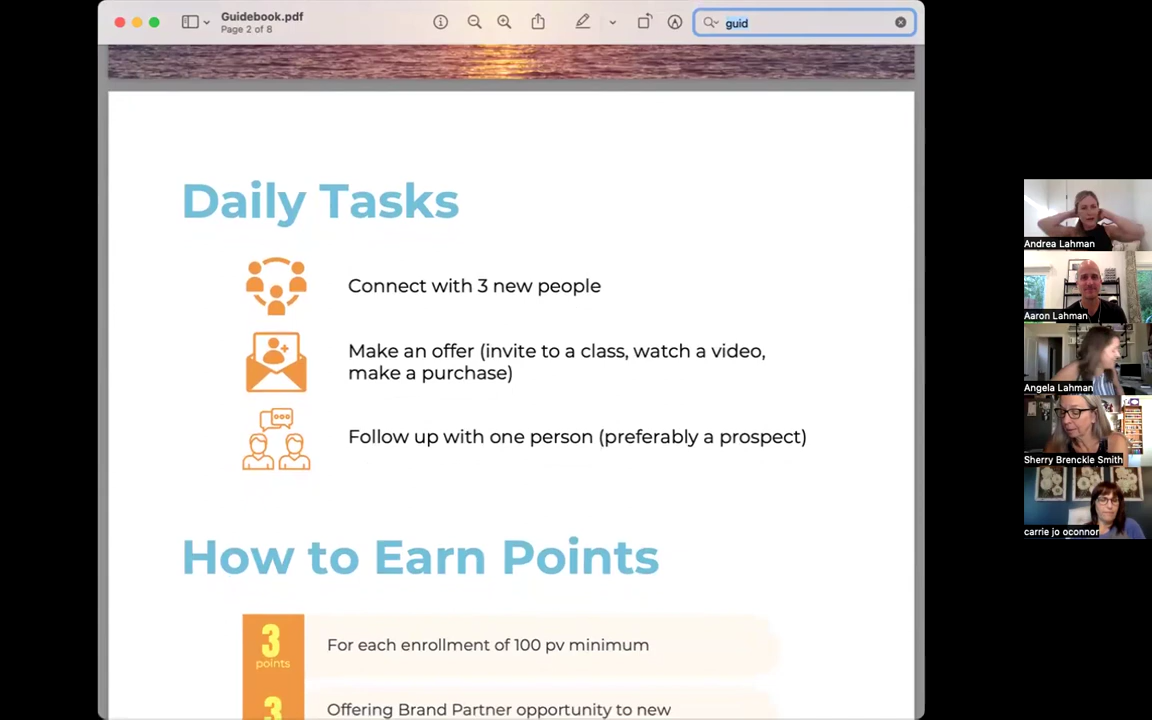 Guidebook.pdf
Page 2 of 8
guid
Daily Tasks
Connect with 3 new people
Make an offer (invite to a class, watch a video,
make a purchase)
Follow up with one person (preferably a prospect)
How to Earn Points
3
points
For each enrollment of 100 pv minimum
3
Offering Brand Partner opportunity to new
Andrea Lahman
Aaron Lahman
Angela Lahman
Sherry Brenckle Smith
carrie jo oconnor